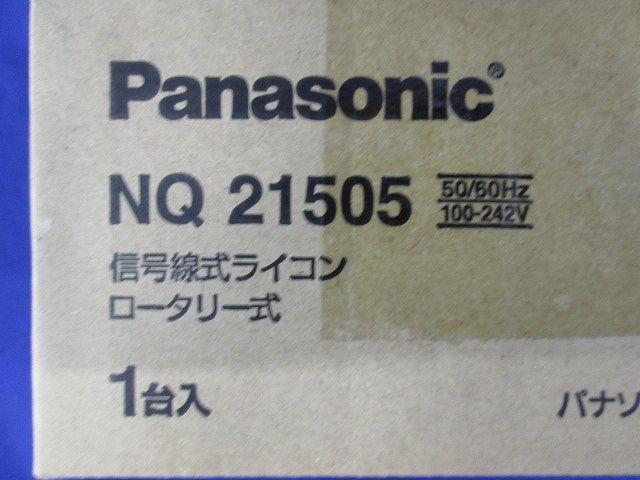 Panasonic®
NQ 21505
50/60Hz
100-242V
信号線式ライコン
ロータリー式
1台入
パナソ